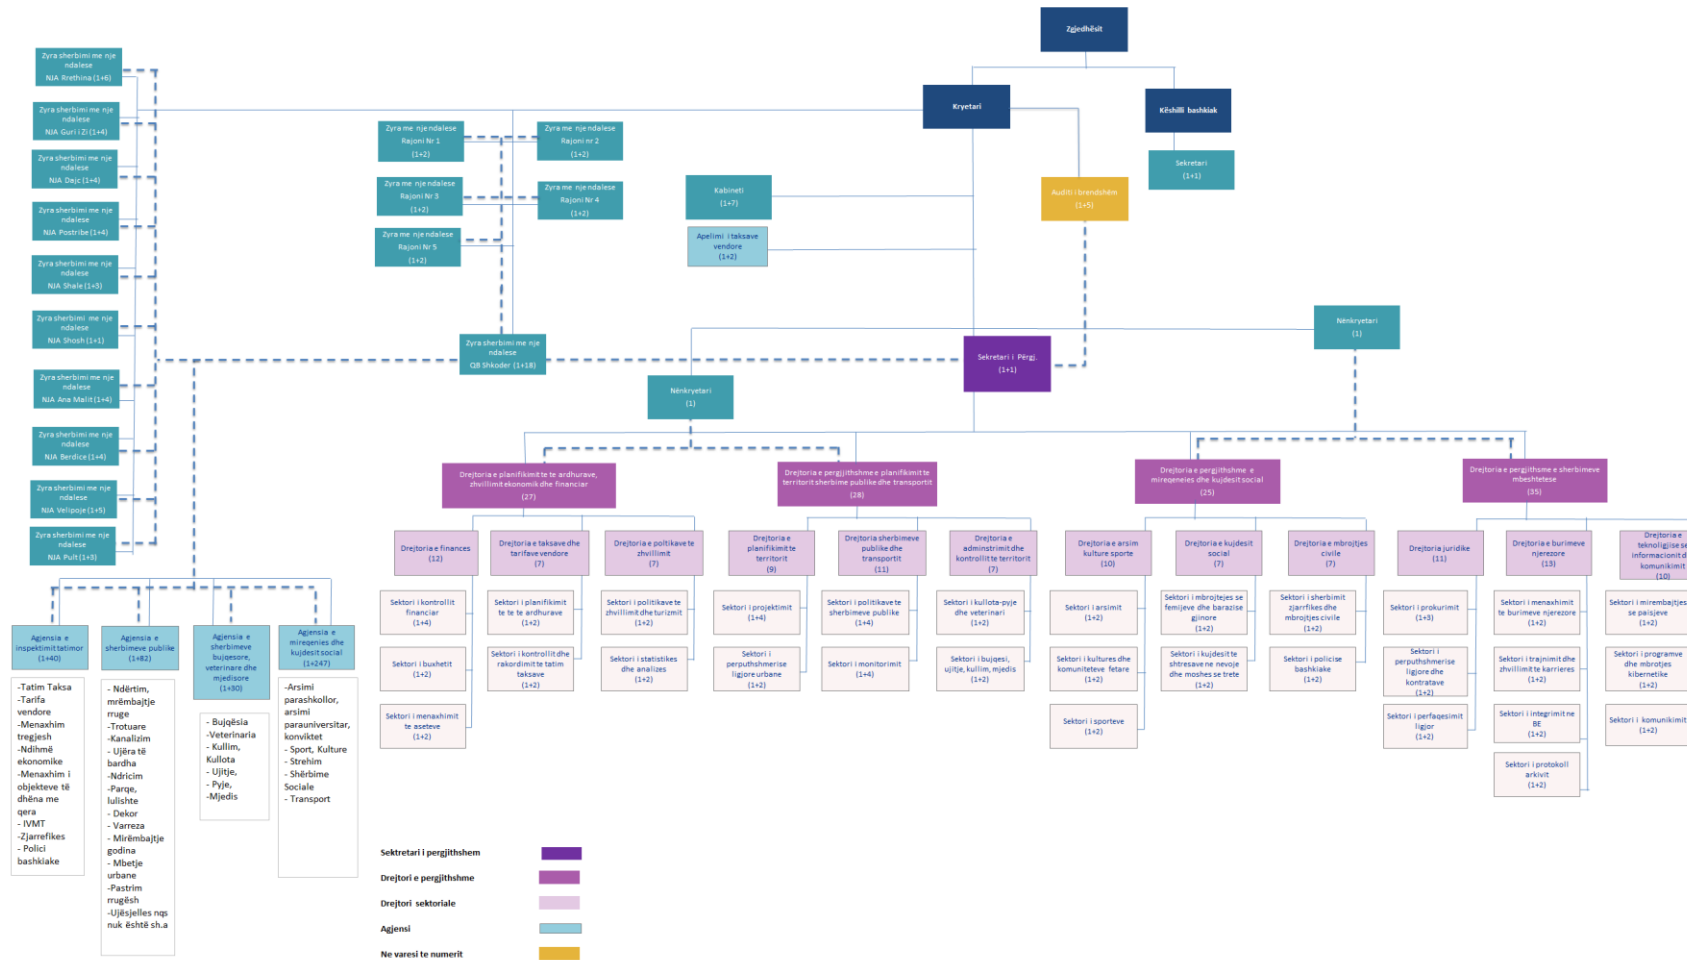 Zgjedhësit
Kryetari
Këshilli bashkiak
Sekretari
(1+1)
Auditi i brendshëm
(1+5)
Kabineti
(1+7)
Apelimi i taksave
vendore
(1+2)
Zyra sherbimi me nje
ndalese
NJA Rrethina (1+6)
Zyra sherbimi me nje
ndalese
NJA Guri i Zi (1+4)
Zyra sherbimi me nje
ndalese
NJA Dajc (1+4)
Zyra sherbimi me nje
ndalese
NJA Postribe (1+4)
Zyra sherbimi me nje
ndalese
NJA Shale (1+3)
Zyra sherbimi me nje
ndalese
NJA Shosh (1+1)
Zyra sherbimi me nje
ndalese
NJA Ana Malit (1+4)
Zyra sherbimi me nje
ndalese
NJA Berdice (1+4)
Zyra sherbimi me nje
ndalese
NJA Velipoje (1+5)
Zyra sherbimi me nje
ndalese
NJA Pult (1+3)
Zyra me nje ndalese
Rajoni Nr 1
(1+2)
Zyra me nje ndalese
Rajoni nr 2
(1+2)
Zyra me nje ndalese
Rajoni Nr 3
(1+2)
Zyra me nje ndalese
Rajoni Nr 4
(1+2)
Zyra me nje ndalese
Rajoni Nr 5
(1+2)
Zyra sherbimi me nje
ndalese
QB Shkoder (1+18)
Sekretari i Përgj.
(1+1)
Nënkryetari
(1)
Nënkryetari
(1)
Drejtoria e planifikimit te te ardhurave,
zhvillimit ekonomik dhe financiar
(27)
Drejtoria e pergjithshme e planifikimit te
territorit sherbime publike dhe transportit
(28)
Drejtoria e pergjithshme e
mireqeneies dhe kujdesit social
(25)
Drejtoria e pergjithsme e sherbimeve
mbeshtetese
(35)
Drejtoria e finances
(12)
Drejtoria e taksave dhe
tarifave vendore
(7)
Drejtoria e poltikave te
zhvillimit
(7)
Drejtoria e
planifikimit te
territorit
(9)
Drejtoria sherbimeve
publike dhe
transportit
(11)
Drejtoria e
adminstrimit dhe
kontrollit te territorit
(7)
Drejtoria e arsim
kulture sporte
(10)
Drejtoria e kujdesit
social
(7)
Drejtoria e mbrojtjes
civile
(7)
Drejtoria juridike
(11)
Drejtoria e burimeve
njerezore
(13)
Drejtoria e
teknologjise se
informacionit d
komunikimit
(10)
Sektori i kontrollit
financiar
(1+4)
Sektori i buxhetit
(1+2)
Sektori i menaxhimit
te aseteve
(1+2)
Sektori i planifikimit
te te te ardhurave
(1+2)
Sektori i kontrollit dhe
rakordimit te tatim
taksave
(1+2)
Sektori i politikave te
zhvillimit dhe turizmit
(1+2)
Sektori i statistikes
dhe analizes
(1+2)
Sektori i projektimit
(1+4)
Sektori i
perputhshmerise
ligjore urbane
(1+2)
Sektori i politikave te
sherbimeve publike
(1+4)
Sektori i monitorimit
(1+4)
Sektori i kullota-pyje
dhe veterinari
(1+2)
Sektori i bujqesi,
ujitje, kullim, mjedis
(1+2)
Sektori i arsimit
(1+2)
Sektori i kultures dhe
komuniteteve fetare
(1+2)
Sektori i sporteve
(1+2)
Sektori i mbrojtejes se
femijeve dhe barazise
gjinore
(1+2)
Sektori i kujdesit te
shtresave ne nevoje
dhe moshes se trete
(1+2)
Sektori i sherbimit
zjarrfikes dhe
mbrojtjes civile
(1+2)
Sektori i policise
bashkiake
(1+2)
Sektori i prokurimit
(1+3)
Sektori i
perputhshmerise
ligjore dhe
kontratave
(1+2)
Sektori i perfaqesimit
ligjor
(1+2)
Sektori i menaxhimit
te burimeve njerezore
(1+2)
Sektori i trajnimit dhe
zhvillimit te karrieres
(1+2)
Sektori i integrimit ne
BE
(1+2)
Sektori i protokoll
arkivit
(1+2)
Sektori i mirembajtjes
se paisjeve
(1+2)
Sektori i programve
dhe mbrotjes
kibernetike
(1+2)
Sektori i komunikimit
(1+2)
Agjensia e
inspektimit tatimor
(1+40)
Agjensia e
sherbimeve publike
(1+82)
Agjensia e
sherbimeve
bujqesore,
veterinare dhe
mjedisore
(1+30)
Agjensia e
mireqenies dhe
kujdesit social
(1+247)
-Tatim Taksa
-Tarifa
vendore
-Menaxhim
tregjesh
-Ndihmë
ekonomike
-Menaxhim i
objekteve të
dhëna me
qera
- IVMT
-Zjarrefikes
- Polici
bashkiake
- Ndërtim,
mrëmbajtje
rruge
-Trotuare
-Kanalizim
- Ujëra të
bardha
-Ndricim
-Parqe,
lulishte
- Dekor
- Varreza
- Mirëmbajtje
godina
- Mbetje
urbane
-Pastrim
rrugësh
-Ujësjelles nqs
nuk është sh.a
- Bujqësia
-Veterinaria
- Kullim,
Kullota
- Ujitje,
- Pyje,
-Mjedis
-Arsimi
parashkollor,
arsimi
parauniversitar,
konviktet
- Sport, Kulture
- Strehim
- Shërbime
Sociale
- Transport
Sektretari i pergjithshem
Drejtori e pergjithshme
Drejtori sektoriale
Agjensi
Ne varesi te numerit